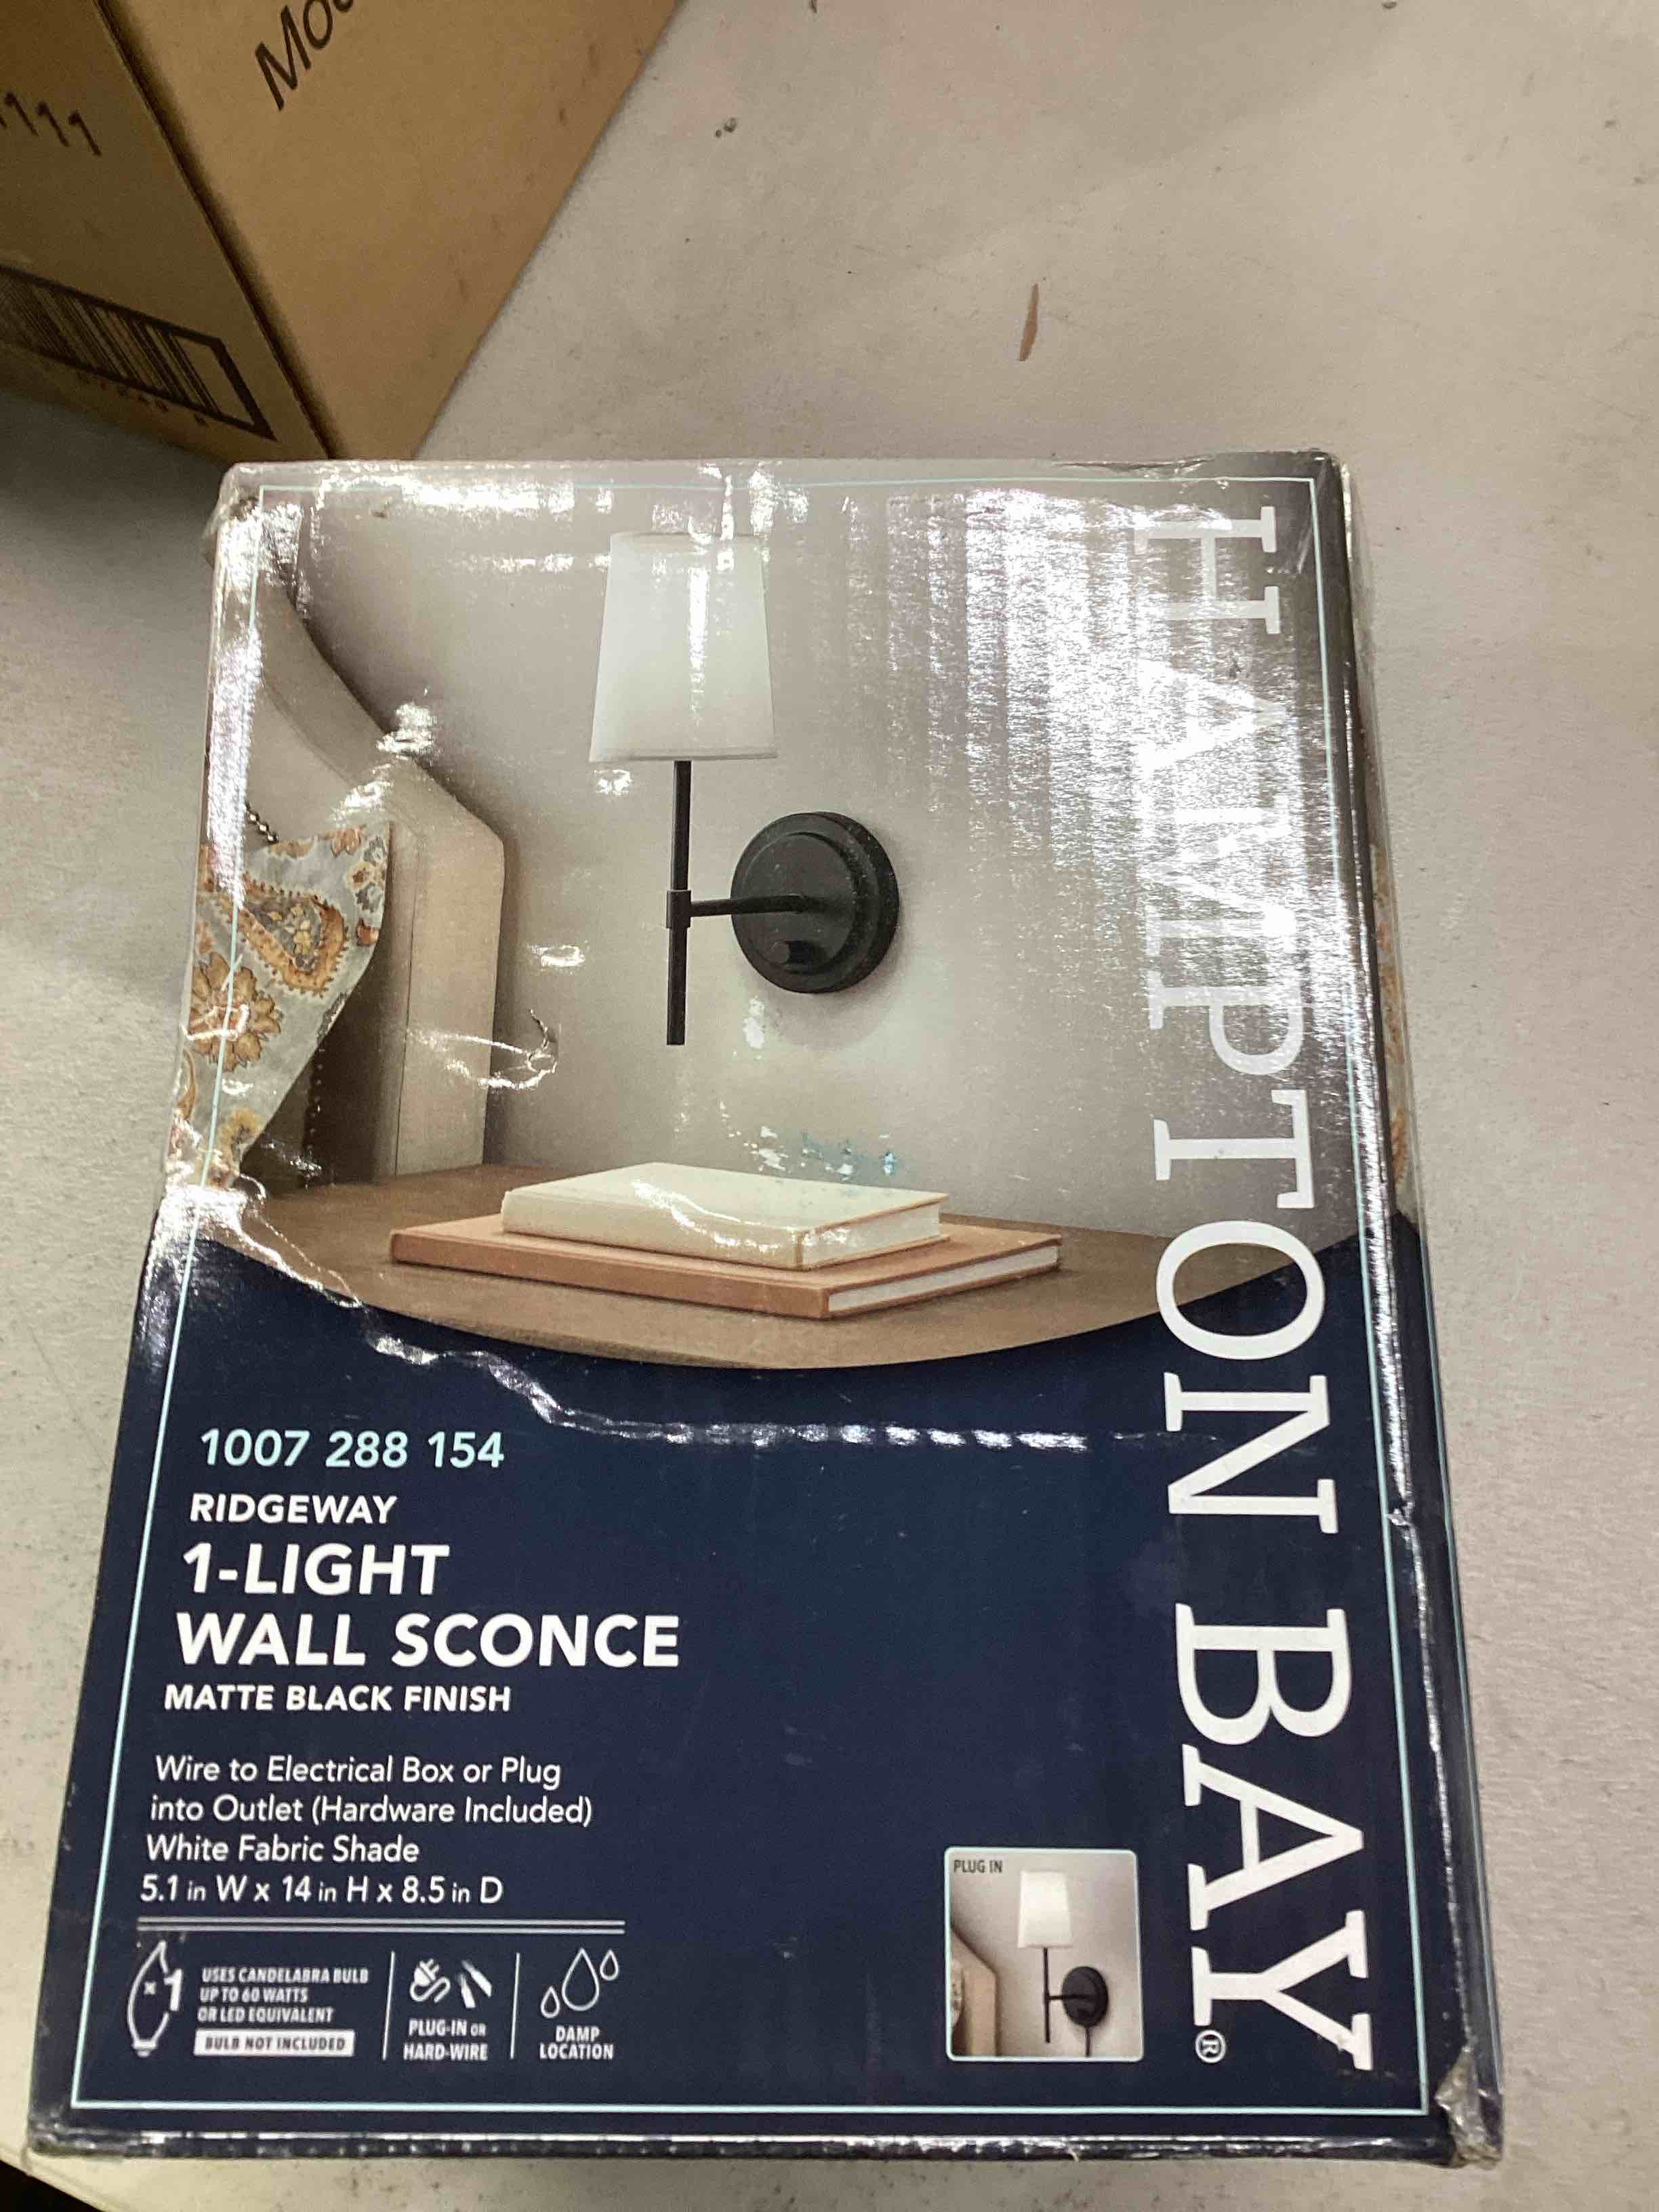 HAMPTON BAY®
1007 288 154
RIDGEWAY
1-LIGHT
WALL SCONCE
MATTE BLACK FINISH
Wire to Electrical Box or Plug
into Outlet (Hardware Included)
White Fabric Shade
5.1 in W x 14 in H x 8.5 in D
x 1
USES CANDELABRA BULB
UP TO 60 WATTS
OR LED EQUIVALENT
BULB NOT INCLUDED
PLUG-IN OR
HARD-WIRE
DAMP
LOCATION
PLUG IN